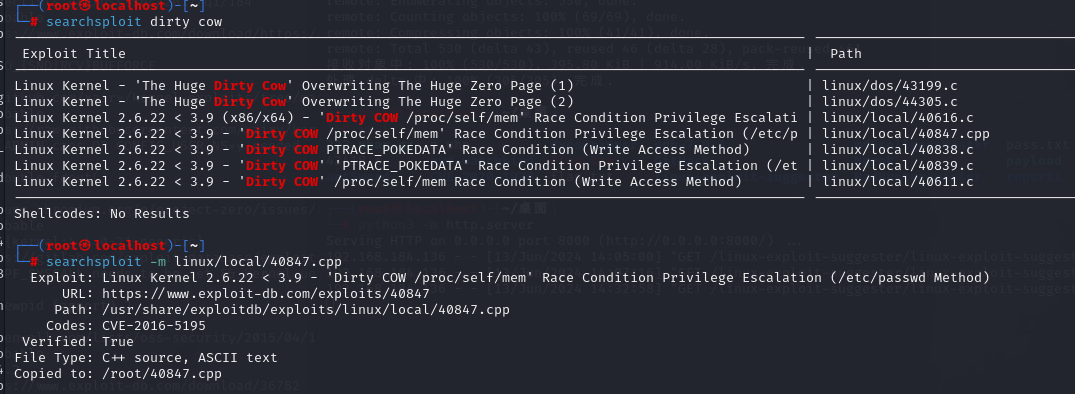 (root㉿localhost)-[~]
# searchsploit dirty cow
Exploit Title | Path
Linux Kernel - 'The Huge Dirty Cow' Overwriting The Huge Zero Page (1) | linux/dos/43199.c
Linux Kernel - 'The Huge Dirty Cow' Overwriting The Huge Zero Page (2) | linux/dos/44305.c
Linux Kernel 2.6.22 < 3.9 (x86/x64) - 'Dirty COW /proc/self/mem' Race Condition Privilege Escalati | linux/local/40616.c
Linux Kernel 2.6.22 < 3.9 - 'Dirty COW /proc/self/mem' Race Condition Privilege Escalation (/etc/p | linux/local/40847.cpp
Linux Kernel 2.6.22 < 3.9 - 'Dirty COW PTRACE_POKEDATA' Race Condition (Write Access Method) | linux/local/40838.c
Linux Kernel 2.6.22 < 3.9 - 'Dirty COW' 'PTRACE_POKEDATA' Race Condition Privilege Escalation (/et | linux/local/40839.c
Linux Kernel 2.6.22 < 3.9 - 'Dirty COW' /proc/self/mem Race Condition (Write Access Method) | linux/local/40611.c
Shellcodes: No Results
(root㉿localhost)-[~]
# searchsploit -m linux/local/40847.cpp
Exploit: Linux Kernel 2.6.22 < 3.9 - 'Dirty COW /proc/self/mem' Race Condition Privilege Escalation (/etc/passwd Method)
URL: https://www.exploit-db.com/exploits/40847
Path: /usr/share/exploitdb/exploits/linux/local/40847.cpp
Codes: CVE-2016-5195
Verified: True
File Type: C++ source, ASCII text
Copied to: /root/40847.cpp